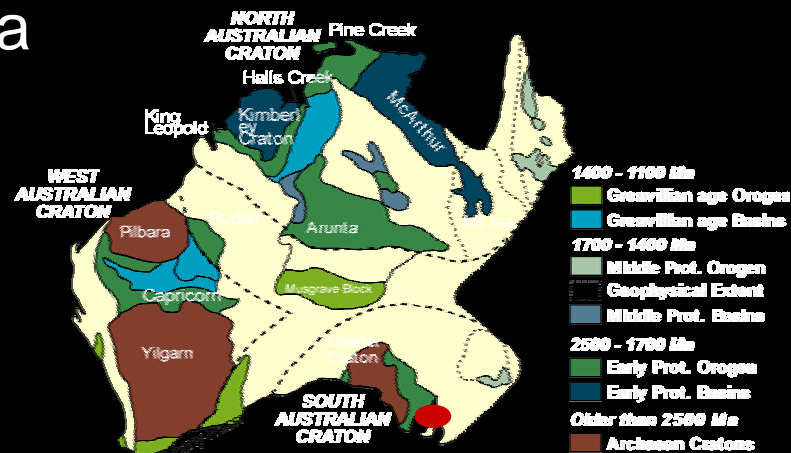 a
NORTH
AUSTRALIAN
CRATON
Pine Creek
Halls Creek
King
Leopold
Kimberl
ey
Craton
McArthur
WEST
AUSTRALIAN
CRATON
Pilbara
Arunta
Capricorn
Musgrave Block
Yilgarn
Craton
SOUTH
AUSTRALIAN
CRATON
1400 - 1100 Ma
Grenvillian age Orogen
Grenvillian age Basins
1700 - 1400 Ma
Middle Prot. Orogen
Geophysical Extent
Middle Prot. Basins
2500 - 1700 Ma
Early Prot. Orogen
Early Prot. Basins
Older than 2500 Ma
Archaean Cratons